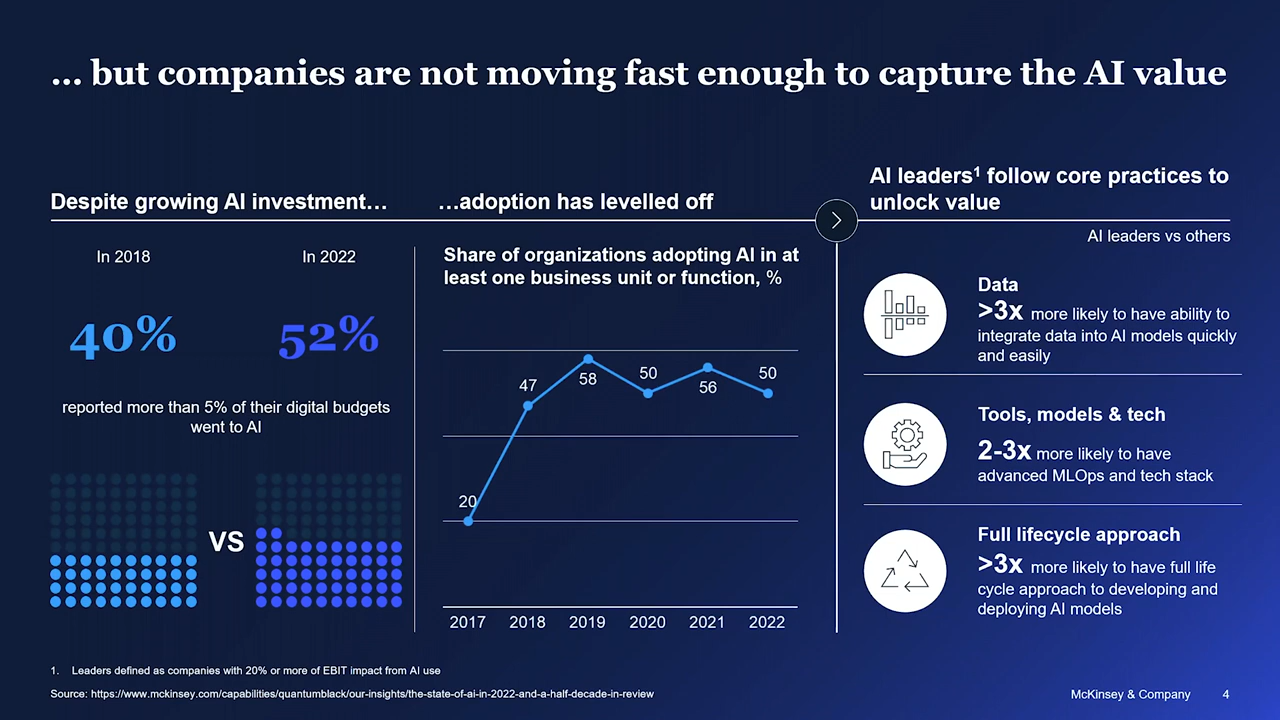 … but companies are not moving fast enough to capture the AI value
Despite growing AI investment…
In 2018
In 2022
40%
52%
reported more than 5% of their digital budgets
went to AI
VS
…adoption has levelled off
Share of organizations adopting AI in at
least one business unit or function, %
20
47
58
50
56
50
2017
2018
2019
2020
2021
2022
AI leaders¹ follow core practices to
unlock value
AI leaders vs others
Data
>3x more likely to have ability to
integrate data into AI models quickly
and easily
Tools, models & tech
2-3x more likely to have
advanced MLOps and tech stack
Full lifecycle approach
>3x more likely to have full life
cycle approach to developing and
deploying AI models
1. Leaders defined as companies with 20% or more of EBIT impact from AI use
Source: https://www.mckinsey.com/capabilities/quantumblack/our-insights/the-state-of-ai-in-2022-and-a-half-decade-in-review
McKinsey & Company 4